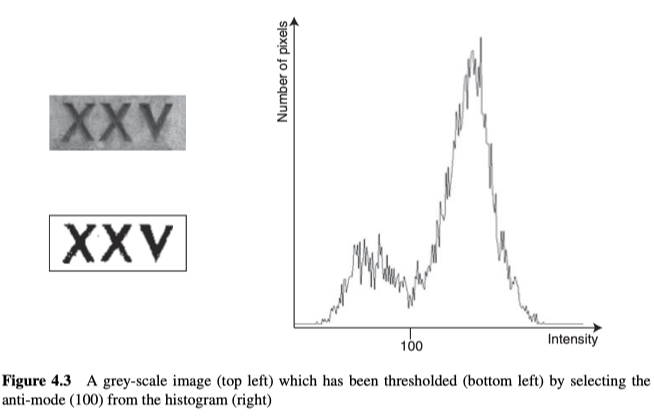 XXV
XXV
Number of pixels
100
Intensity
Figure 4.3 A grey-scale image (top left) which has been thresholded (bottom left) by selecting the
anti-mode (100) from the histogram (right)